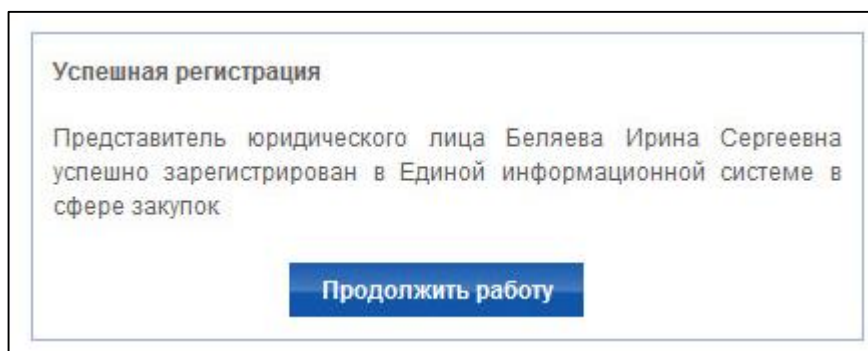 Успешная регистрация
Представитель юридического лица Беляева Ирина Сергеевна
успешно зарегистрирован в Единой информационной системе в
сфере закупок
Продолжить работу